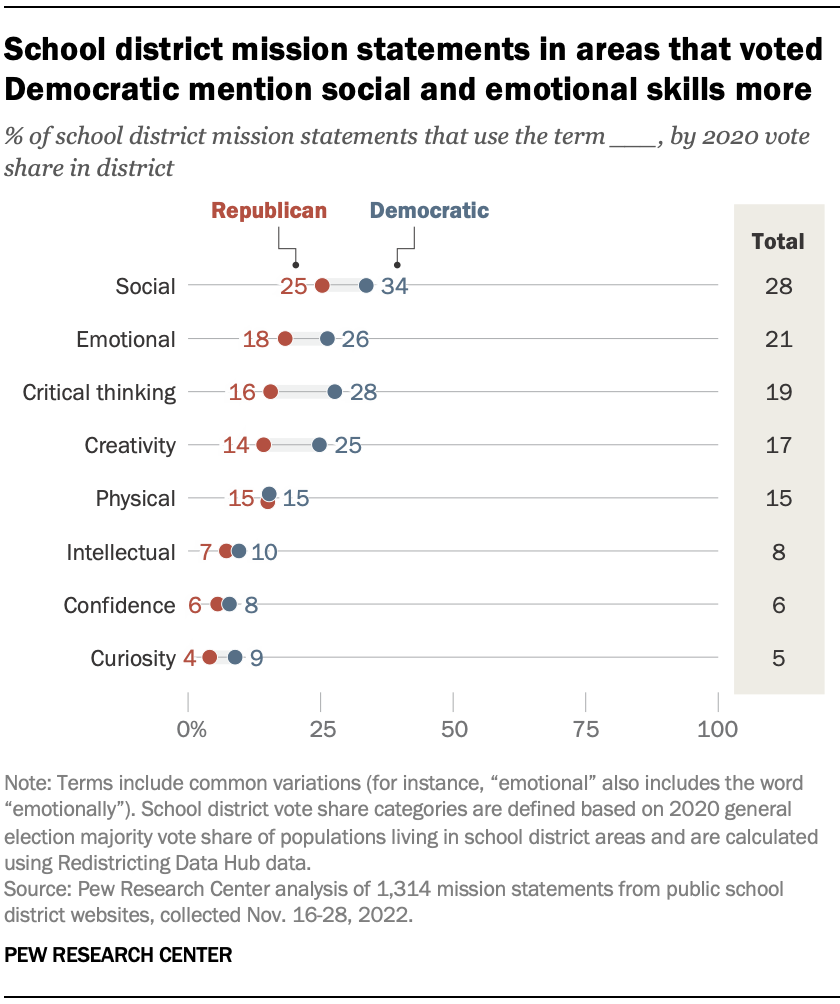 School district mission statements in areas that voted
Democratic mention social and emotional skills more
% of school district mission statements that use the term ___, by 2020 vote
share in district
Republican Democratic
Total
Social 25 34 28
Emotional 18 26 21
Critical thinking 16 28 19
Creativity 14 25 17
Physical 15 15 15
Intellectual 7 10 8
Confidence 6 8 6
Curiosity 4 9 5
0% 25 50 75 100
Note: Terms include common variations (for instance, “emotional” also includes the word
“emotionally”). School district vote share categories are defined based on 2020 general
election majority vote share of populations living in school district areas and are calculated
using Redistricting Data Hub data.
Source: Pew Research Center analysis of 1,314 mission statements from public school
district websites, collected Nov. 16-28, 2022.
PEW RESEARCH CENTER